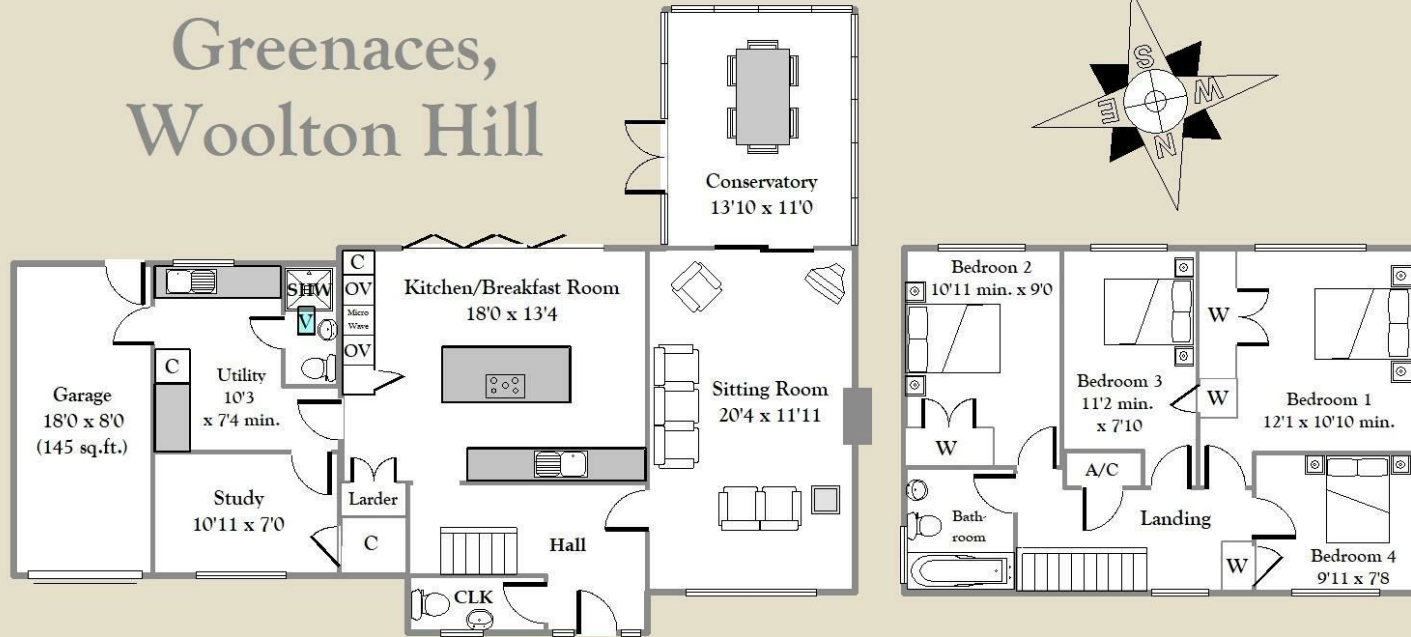 Greenaces,
Woolton Hill
S
W
E
N
Conservatory
13'10 x 11'0
C
OV
Micro
Wave
OV
Kitchen/Breakfast Room
18'0 x 13'4
SHW
V
C
Utility
10'3
x 7'4 min.
Garage
18'0 x 8'0
(145 sq.ft.)
Sitting Room
20'4 x 11'11
Study
10'11 x 7'0
Larder
C
Hall
CLK
Bedroon 2
10'11 min. x 9'0
W
Bedroom 3
11'2 min.
x 7'10
W
W
Bedroom 1
12'1 x 10'10 min.
A/C
Bath-
room
Landing
W
Bedroom 4
9'11 x 7'8